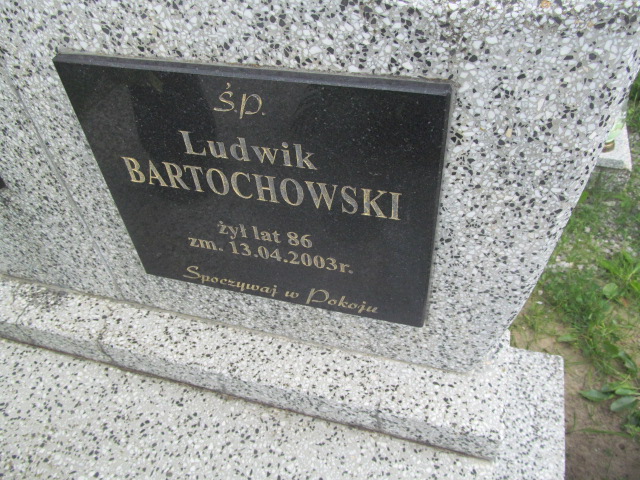 Ś.P.
Ludwik
BARTOCHOWSKI
żył lat 86
zm. 13.04.2003r.
Spoczywaj w Pokoju